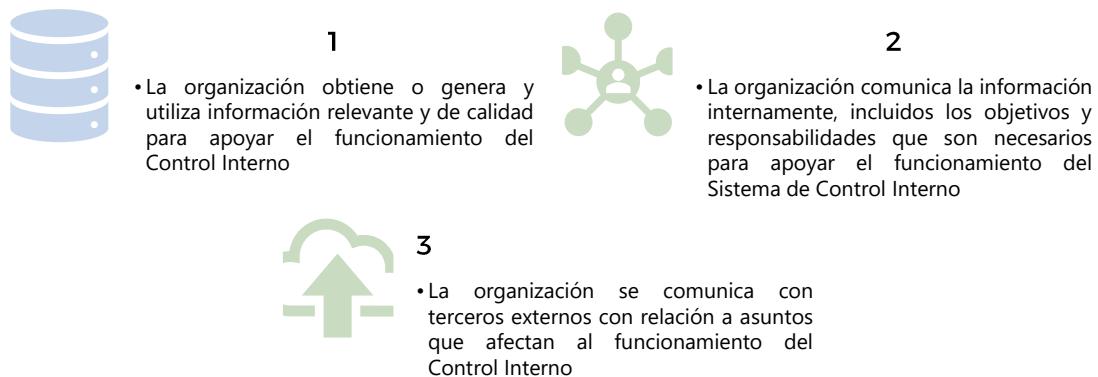 1
• La organización obtiene o genera y
utiliza información relevante y de calidad
para apoyar el funcionamiento del
Control Interno
2
• La organización comunica la información
internamente, incluidos los objetivos y
responsabilidades que son necesarios
para apoyar el funcionamiento del
Sistema de Control Interno
3
• La organización se comunica con
terceros externos con relación a asuntos
que afectan al funcionamiento del
Control Interno